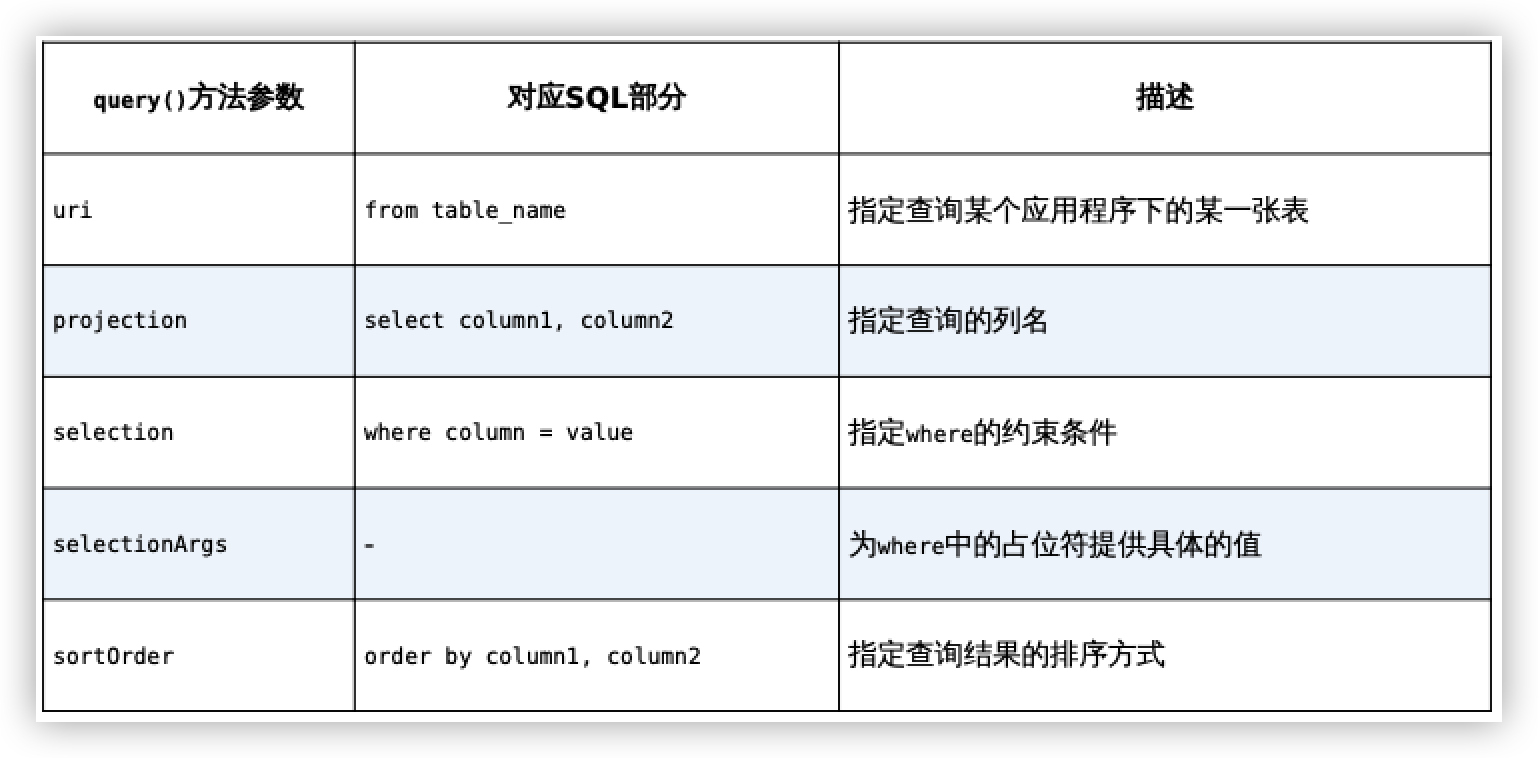 query()方法参数 对应SQL部分 描述
uri from table_name 指定查询某个应用程序下的某一张表
projection select column1, column2 指定查询的列名
selection where column = value 指定where的约束条件
selectionArgs - 为where中的占位符提供具体的值
sortOrder order by column1, column2 指定查询结果的排序方式